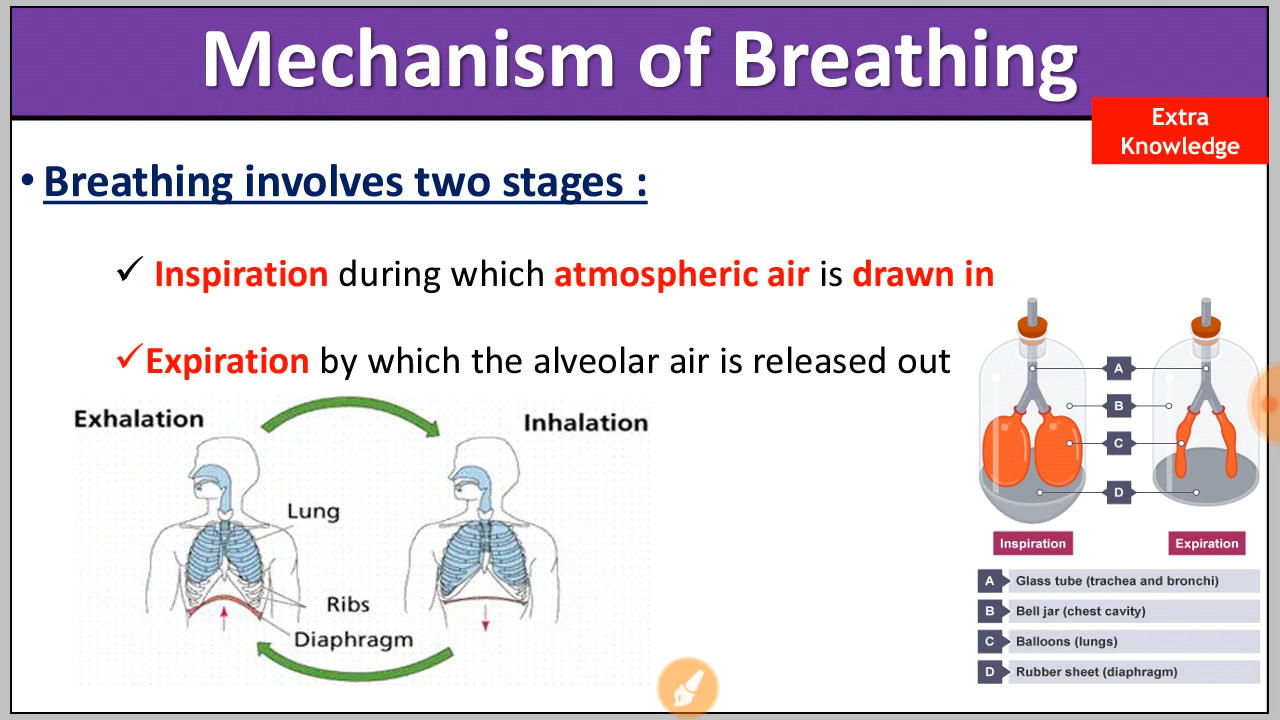 Mechanism of Breathing
Extra
Knowledge
• Breathing involves two stages :
✓ Inspiration during which atmospheric air is drawn in
✓Expiration by which the alveolar air is released out
Exhalation
Inhalation
Lung
Ribs
Diaphragm
A
B
C
D
Inspiration
Expiration
A Glass tube (trachea and bronchi)
B Bell jar (chest cavity)
C Balloons (lungs)
D Rubber sheet (diaphragm)